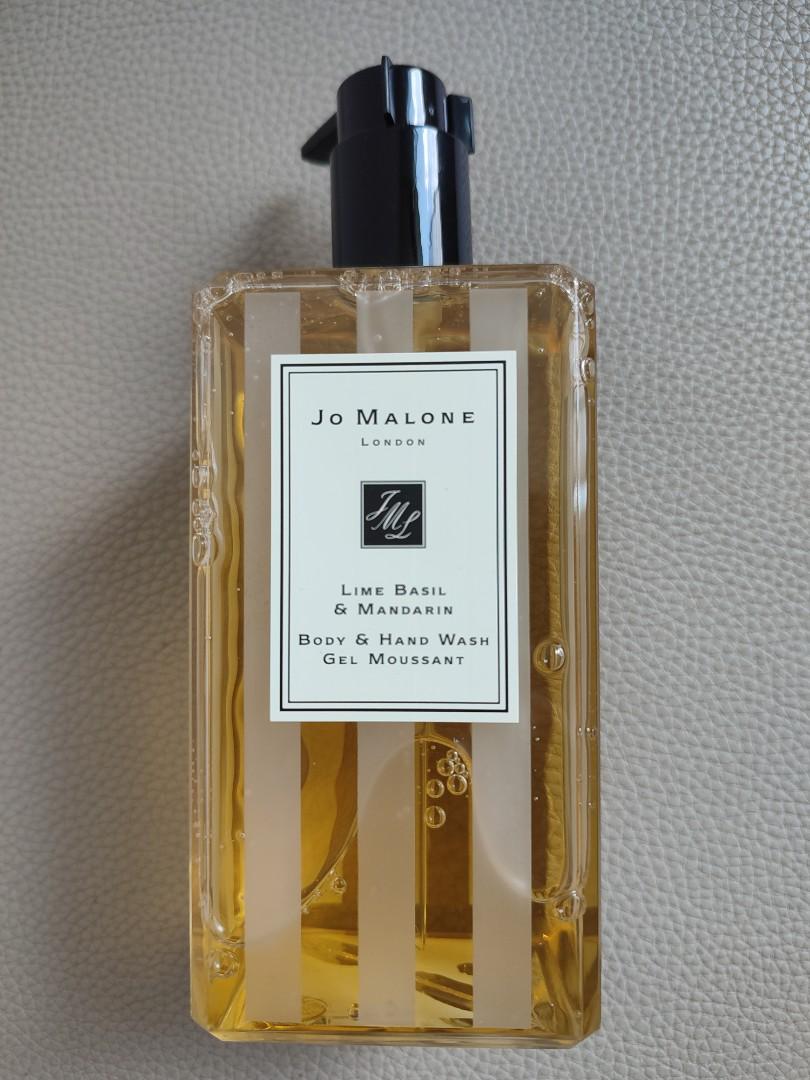 Jo Malone
London
JML
Lime Basil
& Mandarin
Body & Hand Wash
Gel Moussant